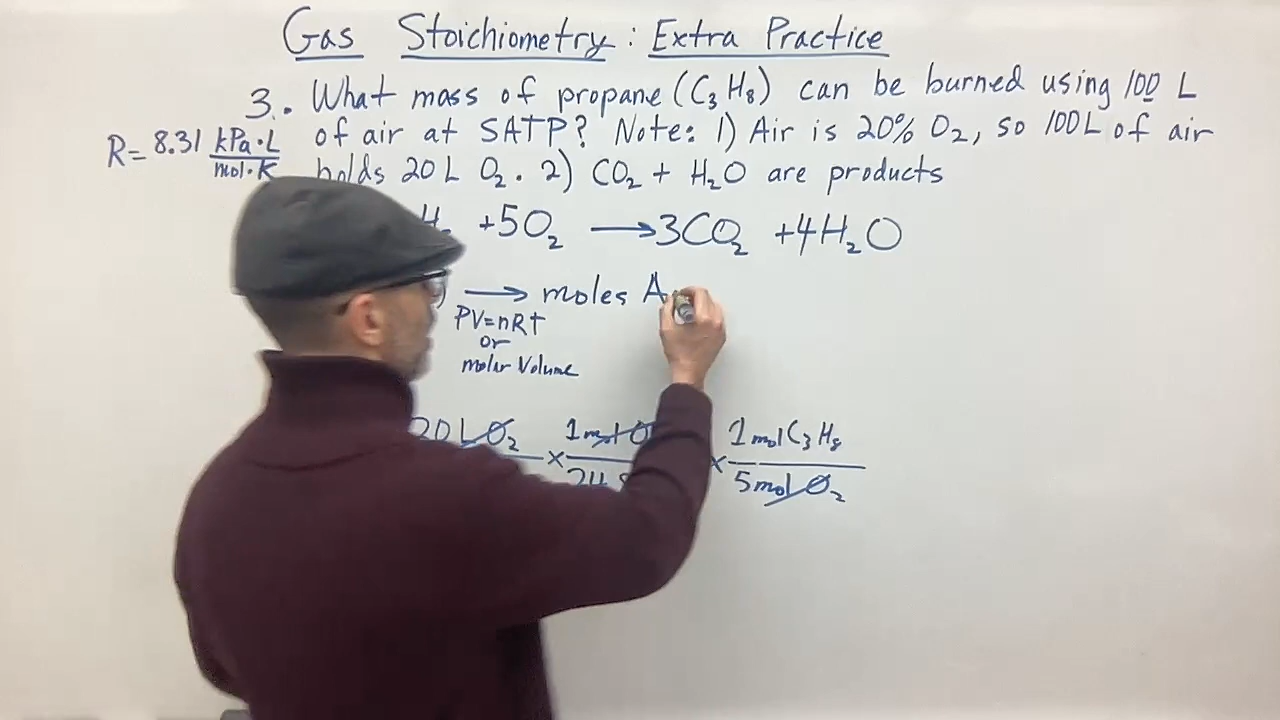 Gas Stoichiometry: Extra Practice
3. What mass of propane (C₃H₈) can be burned using 100 L
R = 8.31 kPa·L/mol·K of air at SATP? Note: 1) Air is 20% O₂, so 100L of air
holds 20 L O₂. 2) CO₂ + H₂O are products
+5O₂ → 3CO₂ +4H₂O
→ moles A
PV=nRT
or
molar Volume
20 L O₂ × 1 mol O × 1 mol C₃H₈
24 5 mol O₂